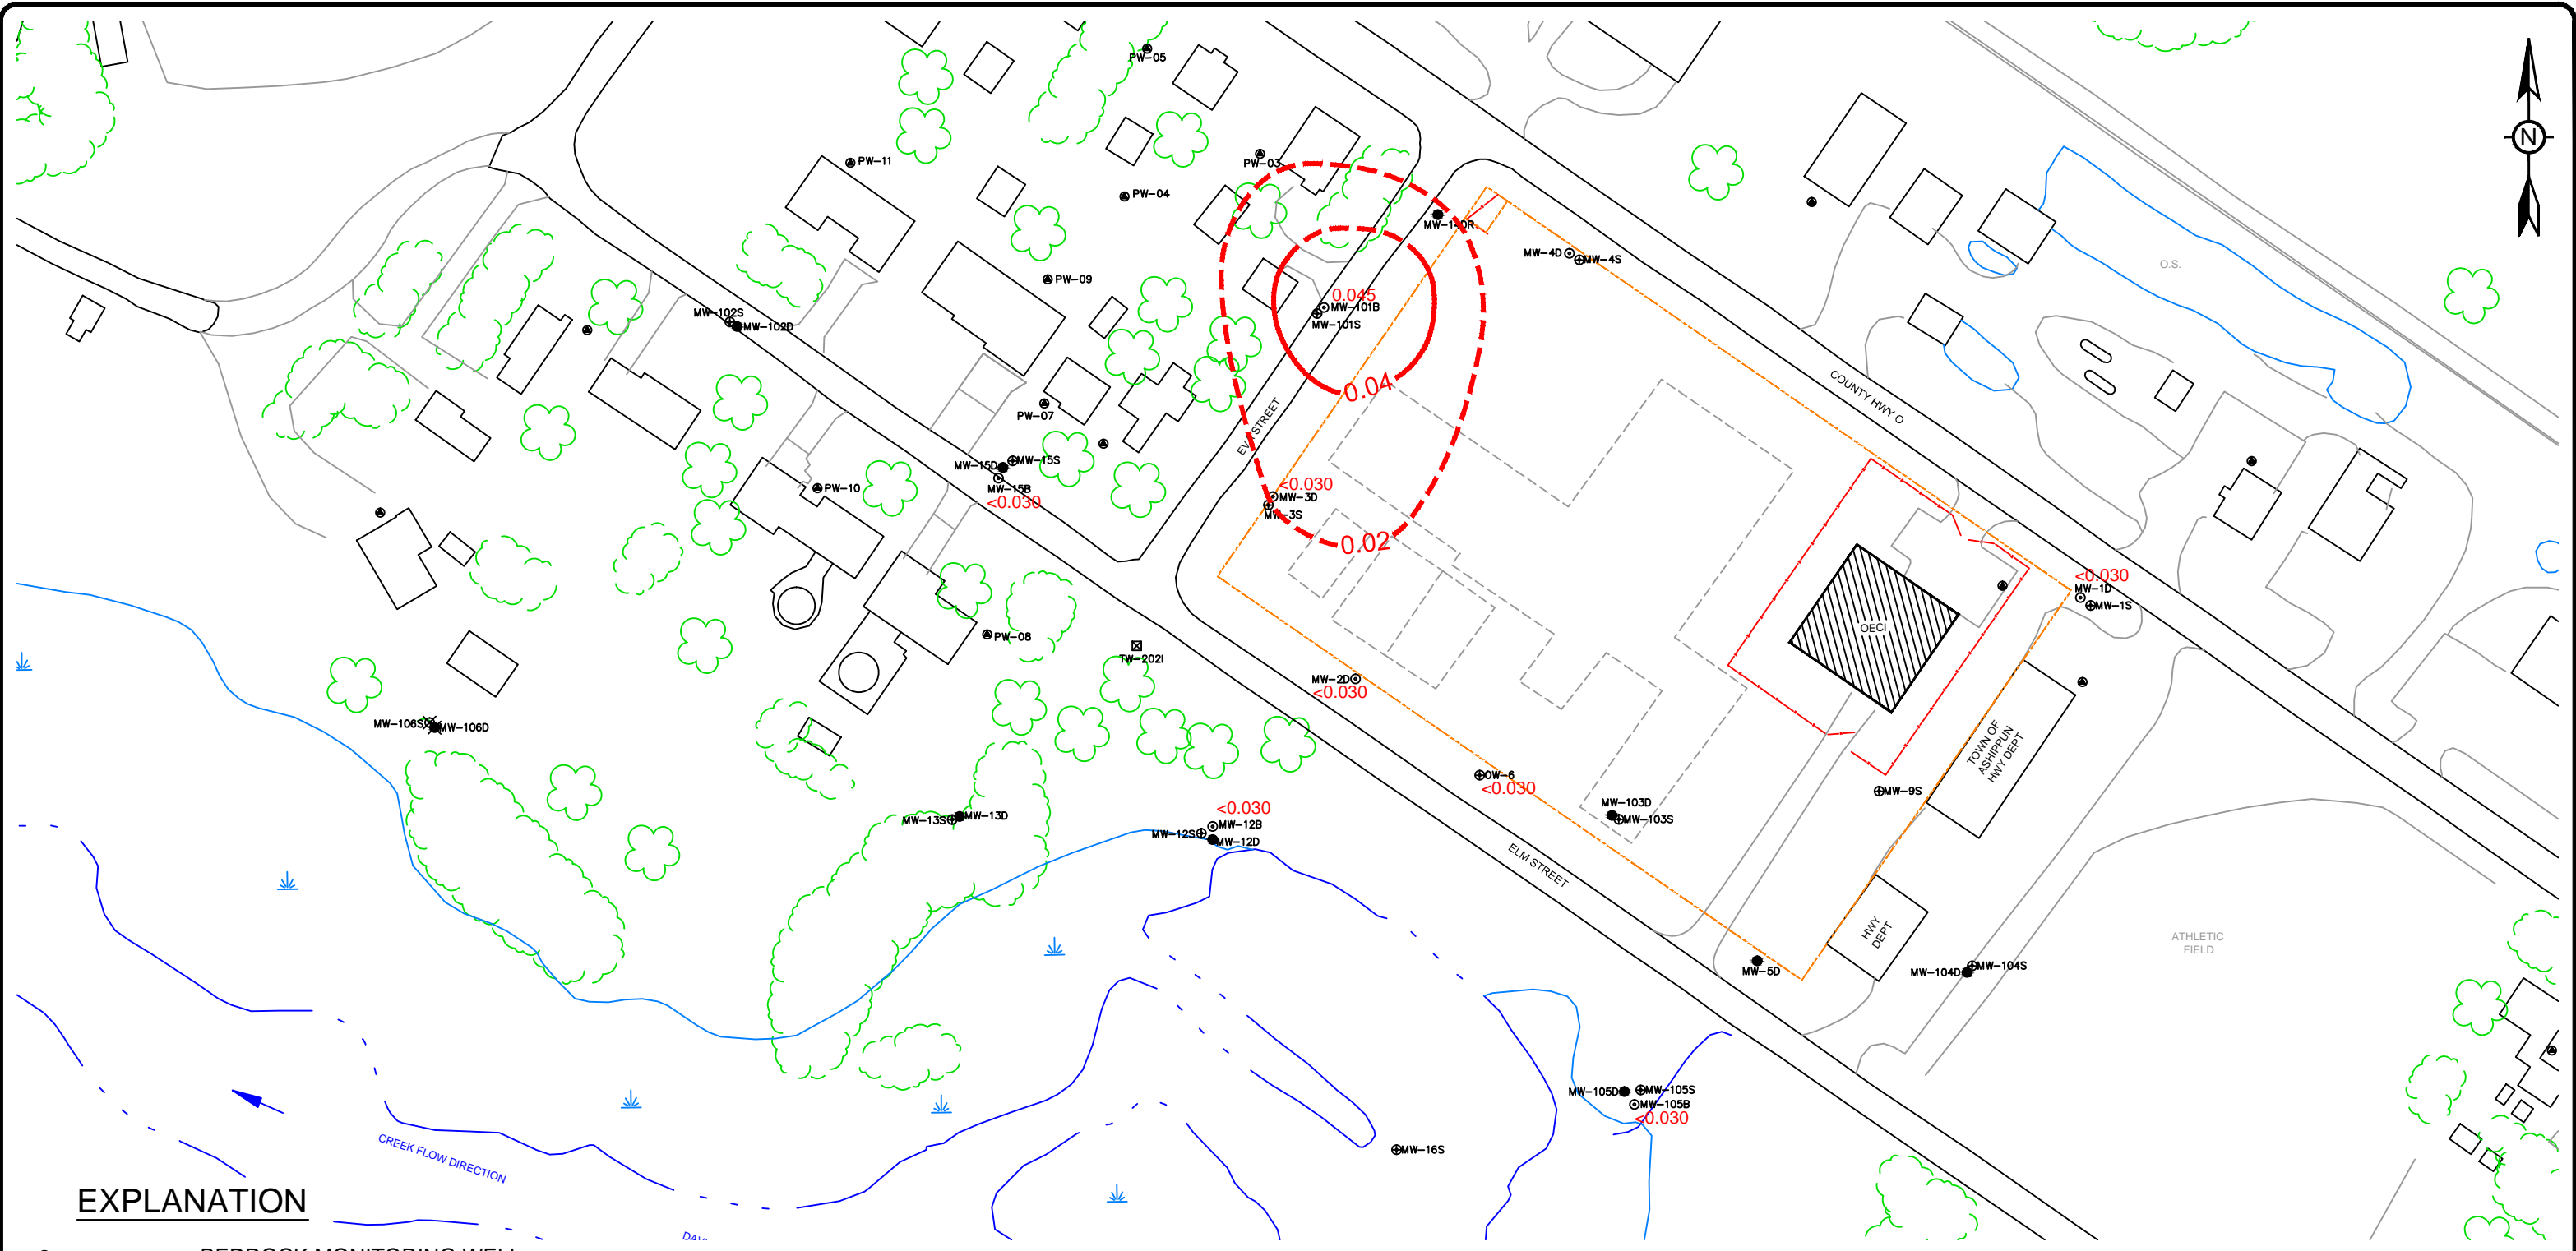 PW-05
N
PW-03
PW-11
PW-04
MW-14DR
MW-4D
MW-4S
O.S.
PW-09
0.045
MW-101B
MW-101S
MW-102S
MW-102D
0.04
COUNTY HWY O
PW-07
STREET
MW-15D
MW-15S
MW-15B
<0.030
PW-10
<0.030
MW-3D
MW-3S
0.02
<0.030
MW-1D
MW-1S
OECI
PW-08
TW-202I
MW-2D
<0.030
MW-106S
MW-106D
TOWN OF
ASHIPPUN
HWY DEPT
OW-6
<0.030
MW-9S
MW-103D
MW-103S
<0.030
MW-12B
MW-12S
MW-12D
MW-13S
MW-13D
ELM STREET
HWY
DEPT
ATHLETIC
FIELD
MW-5D
MW-104D
MW-104S
MW-105D
MW-105S
MW-105B
<0.030
MW-16S
CREEK FLOW DIRECTION
EXPLANATION
BEDROCK MONITORING WELL